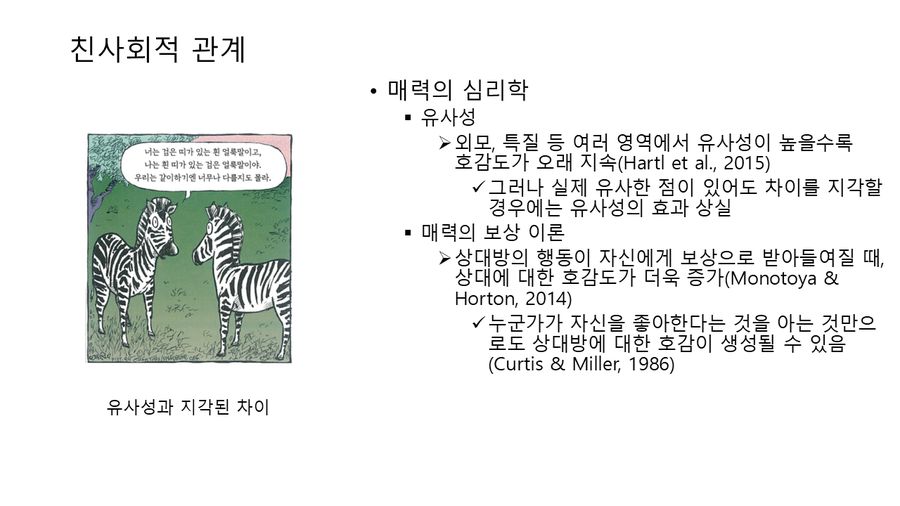 친사회적 관계
• 매력의 심리학
▪ 유사성
➢외모, 특질 등 여러 영역에서 유사성이 높을수록
호감도가 오래 지속(Hartl et al., 2015)
✓그러나 실제 유사한 점이 있어도 차이를 지각할
경우에는 유사성의 효과 상실
▪ 매력의 보상 이론
➢상대방의 행동이 자신에게 보상으로 받아들여질 때,
상대에 대한 호감도가 더욱 증가(Monotoya &
Horton, 2014)
✓누군가가 자신을 좋아한다는 것을 아는 것만으
로도 상대방에 대한 호감이 생성될 수 있음
(Curtis & Miller, 1986)
너는 검은 띠가 있는 흰 얼룩말이고,
나는 흰 띠가 있는 검은 얼룩말이야.
우리는 같이하기엔 너무나 다를지도 몰라.
유사성과 지각된 차이